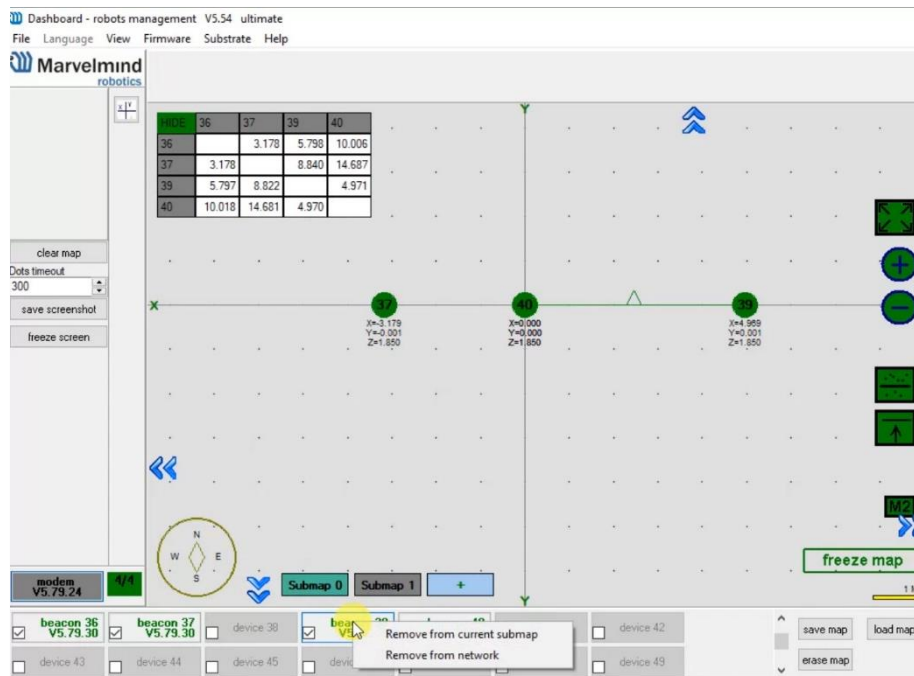 Dashboard - robots management V5.54 ultimate
File Language View Firmware Substrate Help
Marvelmind
robotics
HIDE 36 37 39 40
36 3.178 5.798 10.006
37 3.178 8.840 14.687
39 5.797 8.822 4.971
40 10.018 14.681 4.970
Y
clear map
Dots timeout
300
save screenshot
freeze screen
X
37
X=-3.179
Y=-0.001
Z=1.850
40
X=0.000
Y=0.000
Z=1.850
39
X=4.969
Y=0.001
Z=1.850
N
W E
S
M2
freeze map
modem
V5.79.24
4/4
Submap 0 Submap 1 +
Y
beacon 36
V5.79.30
beacon 37
V5.79.30
device 38
Remove from current submap
Remove from network
device 42
device 43
device 44
device 45
device 49
save map
load map
erase map